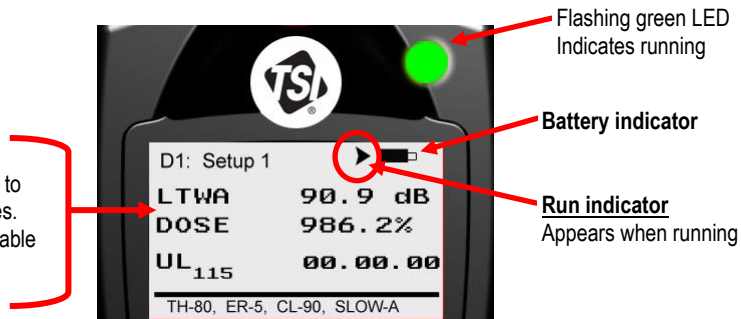 Flashing green LED
Indicates running
TSI
®
Battery indicator
D1: Setup 1
to
LTWA 90.9 dB
Run indicator
DOSE 986.2%
Appears when running
able
UL115 00.00.00
TH-80, ER-5, CL-90, SLOW-A